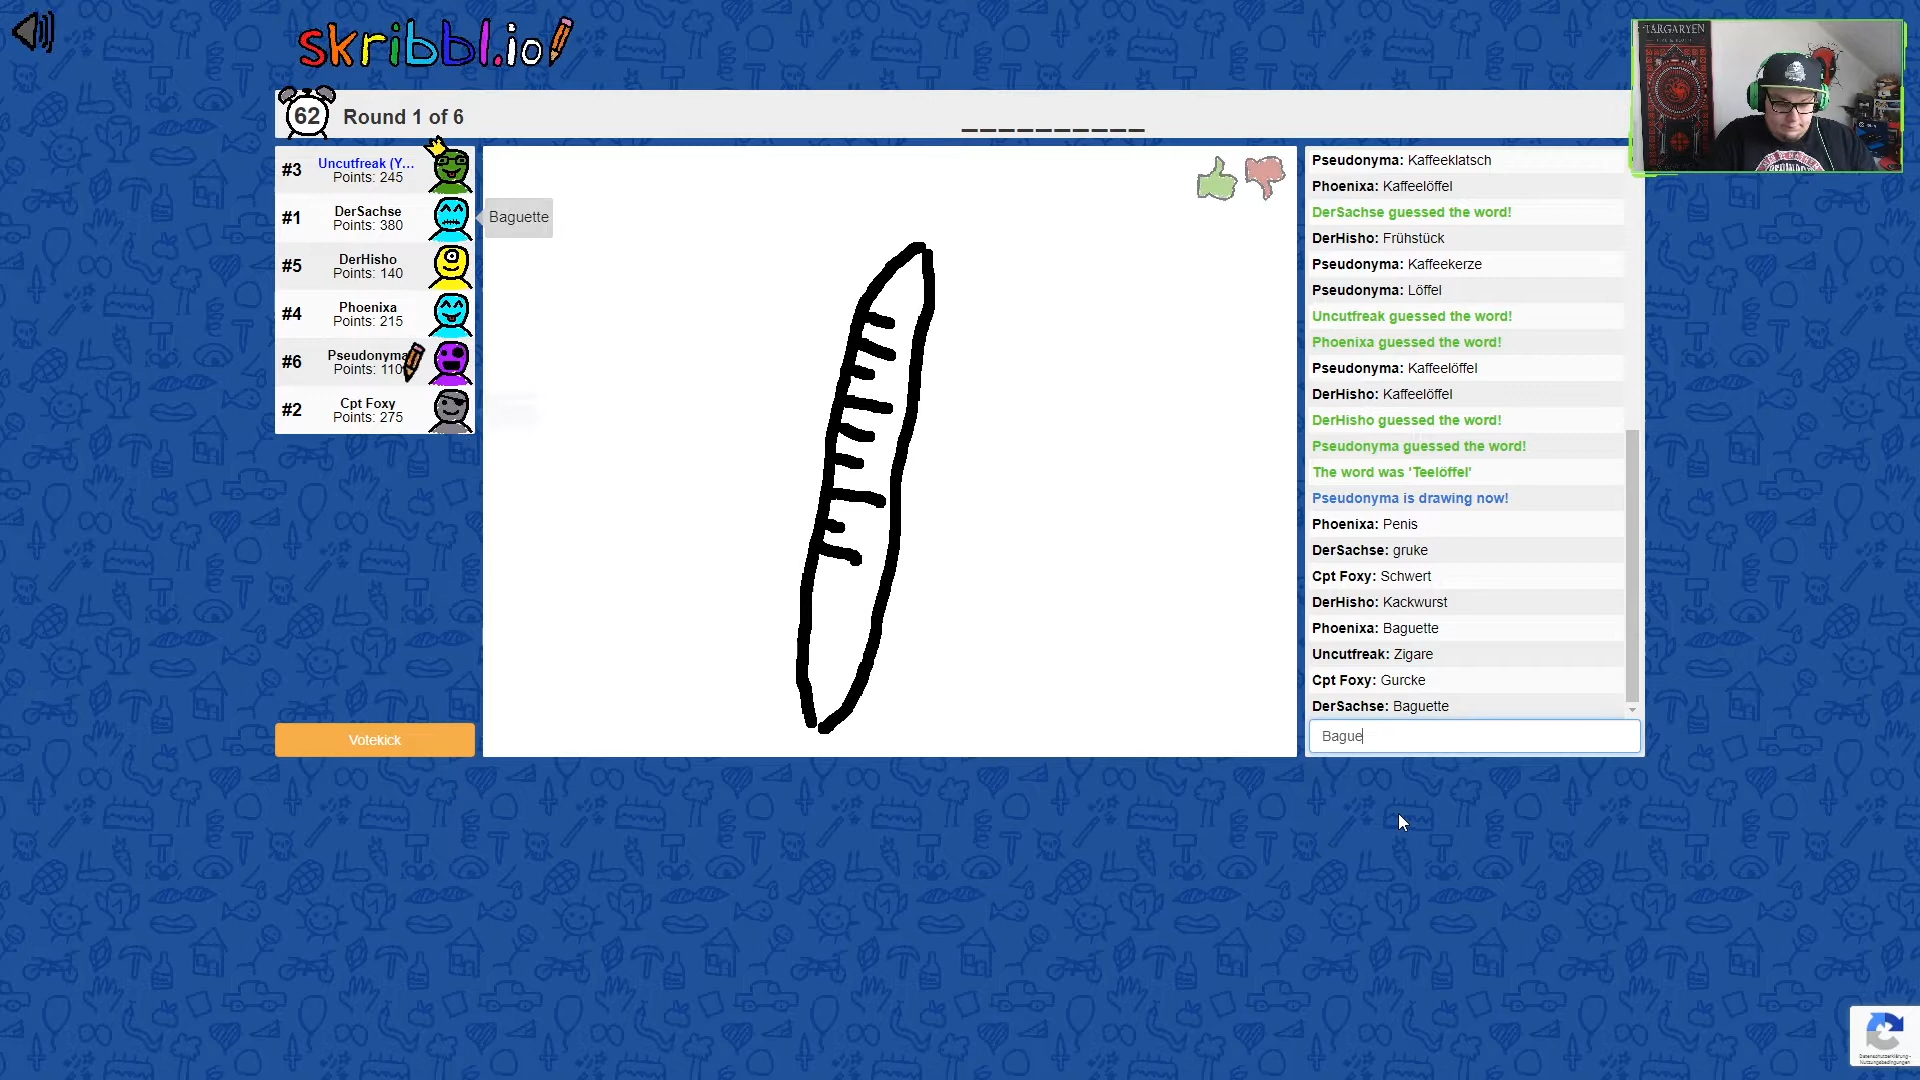 skribbl.io
62
Round 1 of 6
__________
#3 Uncutfreak (Y...
Points: 245
#1 DerSachse
Points: 380
Baguette
#5 DerHisho
Points: 140
#4 Phoenixa
Points: 215
#6 Pseudonyma
Points: 110
#2 Cpt Foxy
Points: 275
Votekick
Pseudonyma: Kaffeeklatsch
Phoenixa: Kaffeelöffel
DerSachse guessed the word!
DerHisho: Frühstück
Pseudonyma: Kaffeekerze
Pseudonyma: Löffel
Uncutfreak guessed the word!
Phoenixa guessed the word!
Pseudonyma: Kaffeelöffel
DerHisho: Kaffeelöffel
DerHisho guessed the word!
Pseudonyma guessed the word!
The word was 'Teelöffel'
Pseudonyma is drawing now!
Phoenixa: Penis
DerSachse: gruke
Cpt Foxy: Schwert
DerHisho: Kackwurst
Phoenixa: Baguette
Uncutfreak: Zigare
Cpt Foxy: Gurcke
DerSachse: Baguette
Bague
TARGARYEN
Datenschutzerklärung -
Nutzungsbedingungen